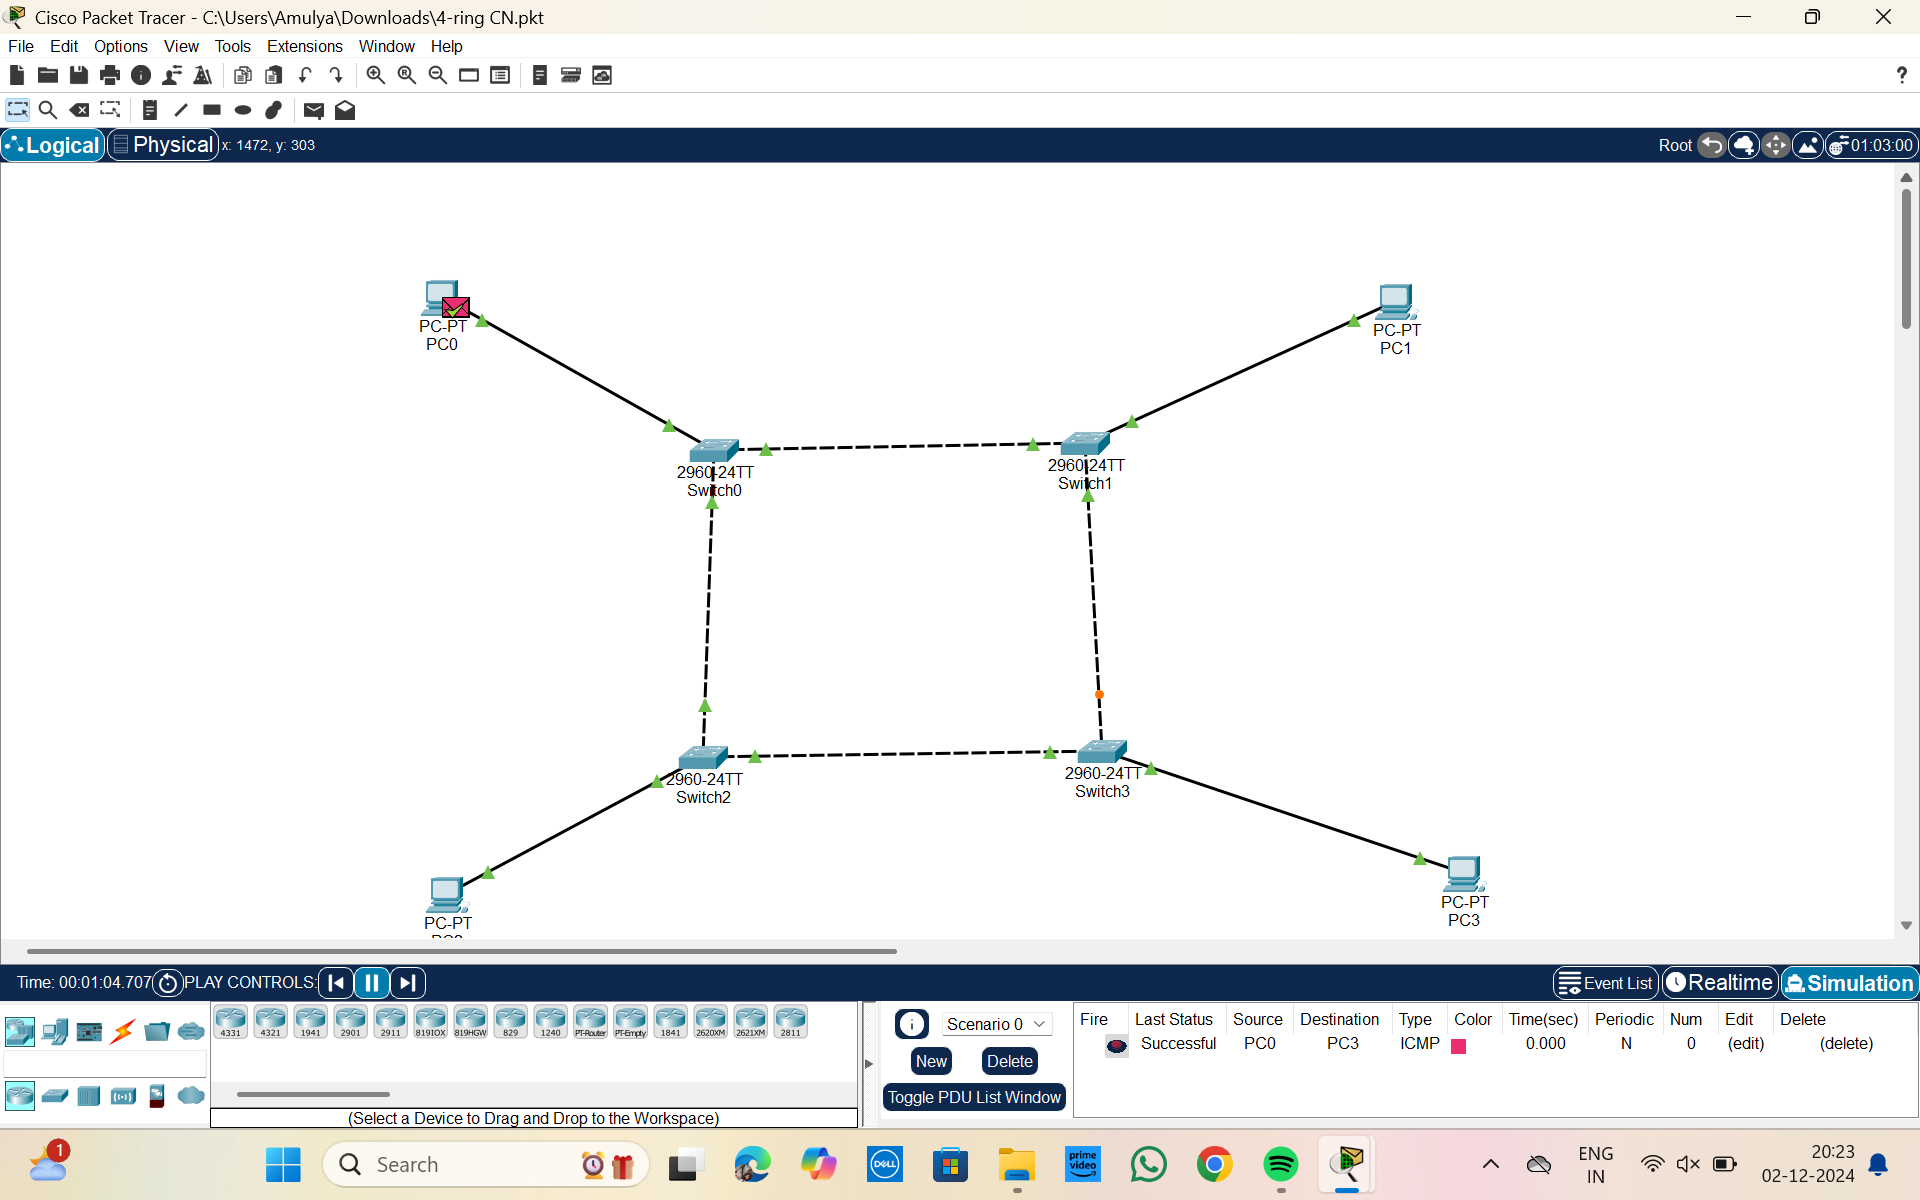 Cisco Packet Tracer - C:\Users\Amulya\Downloads\4-ring CN.pkt
File Edit Options View Tools Extensions Window Help
?
Logical Physical x: 1472, y: 303 Root 01:03:00
PC-PT
PC0
PC-PT
PC1
2960-24TT
Switch0
2960-24TT
Switch1
2960-24TT
Switch2
2960-24TT
Switch3
PC-PT
PC-PT
PC3
Time: 00:01:04.707 PLAY CONTROLS: Event List Realtime Simulation
4331 4321 1941 2901 2911 819IOX 819HGW 829 1240 PT-Router PT-Empty 1841 2620XM 2621XM 2811
(Select a Device to Drag and Drop to the Workspace)
Scenario 0
New Delete
Toggle PDU List Window
Fire Last Status Source Destination Type Color Time(sec) Periodic Num Edit Delete
Successful PC0 PC3 ICMP 0.000 N 0 (edit) (delete)
1
Search
DELL
prime video
ENG
IN
20:23
02-12-2024